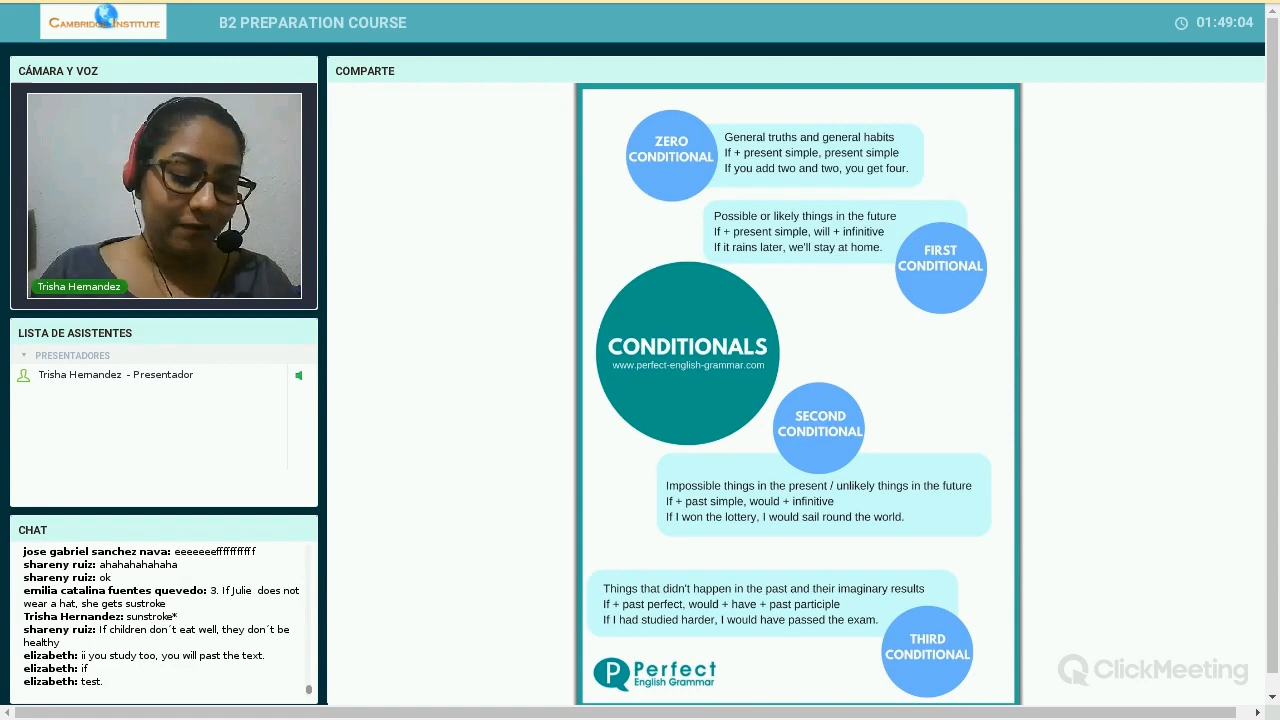 CAMBRIDGE INSTITUTE
B2 PREPARATION COURSE
01:49:04
CÁMARA Y VOZ
Trisha Hernandez
LISTA DE ASISTENTES
PRESENTADORES
Trisha Hernandez - Presentador
CHAT
jose gabriel sanchez nava: eeeeeeeffffffffff
shareny ruiz: ahahahahahaha
shareny ruiz: ok
emilia catalina fuentes quevedo: 3. If Julie does not
wear a hat, she gets sustroke
Trisha Hernandez: sunstroke*
shareny ruiz: If children don´t eat well, they don´t be
healthy
elizabeth: ii you study too, you will past the text.
elizabeth: if
elizabeth: test.
COMPARTE
ZERO
CONDITIONAL
General truths and general habits
If + present simple, present simple
If you add two and two, you get four.
Possible or likely things in the future
If + present simple, will + infinitive
If it rains later, we'll stay at home.
FIRST
CONDITIONAL
CONDITIONALS
www.perfect-english-grammar.com
SECOND
CONDITIONAL
Impossible things in the present / unlikely things in the future
If + past simple, would + infinitive
If I won the lottery, I would sail round the world.
Things that didn't happen in the past and their imaginary results
If + past perfect, would + have + past participle
If I had studied harder, I would have passed the exam.
THIRD
CONDITIONAL
P Perfect
English Grammar
ClickMeeting